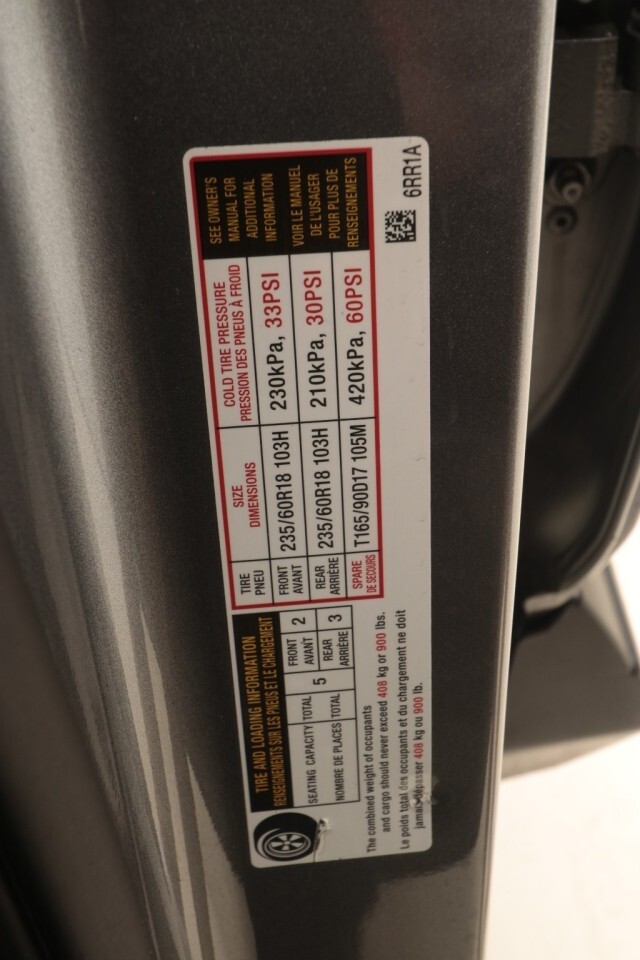 TIRE AND LOADING INFORMATION
RENSEIGNEMENTS SUR LES PNEUS ET LE CHARGEMENT
SEATING CAPACITY TOTAL 5 FRONT AVANT 2
NOMBRE DE PLACES TOTAL REAR ARRIÈRE 3
The combined weight of occupants
and cargo should never exceed 408 kg or 900 lbs.
Le poids total des occupants et du chargement ne doit
jamais dépasser 408 kg ou 900 lb.
TIRE
PNEU
SIZE
DIMENSIONS
COLD TIRE PRESSURE
PRESSION DES PNEUS À FROID
FRONT
AVANT
235/60R18 103H
230kPa, 33PSI
REAR
ARRIÈRE
235/60R18 103H
210kPa, 30PSI
SPARE
DE SECOURS
T165/90D17 105M
420kPa, 60PSI
SEE OWNER'S
MANUAL FOR
ADDITIONAL
INFORMATION
VOIR LE MANUEL
DE L'USAGER
POUR PLUS DE
RENSEIGNEMENTS
6RR1A